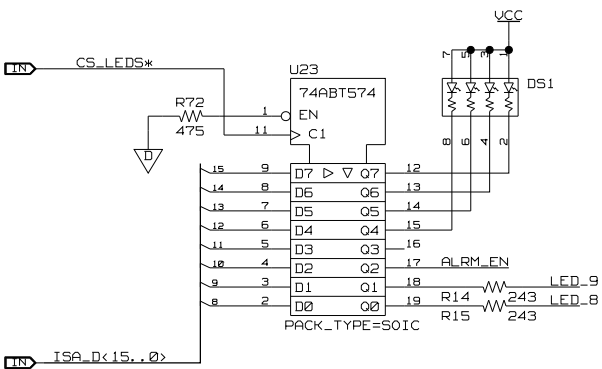 VCC
7 5 3 1
IN CS_LEDS*
U23
DS1
74ABT574
R72
1 EN
475
11 C1
8 6 4 2
D
15 9 D7 Q7 12
14 8 D6 Q6 13
13 7 D5 Q5 14
12 6 D4 Q4 15
11 5 D3 Q3 16
10 4 D2 Q2 17 ALRM_EN
9 3 D1 Q1 18 LED_9
R14 243
8 2 D0 Q0 19 LED_8
R15 243
PACK_TYPE=SOIC
IN ISA_D<15..0>